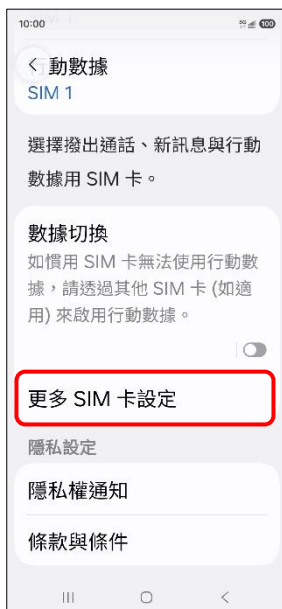 10:00
5G 100
行動數據
SIM 1
選擇撥出通話、新訊息與行動
數據用 SIM 卡。
數據切換
如慣用 SIM 卡無法使用行動數
據，請透過其他 SIM 卡 (如適
用) 來啟用行動數據。
更多 SIM 卡設定
隱私設定
隱私權通知
條款與條件